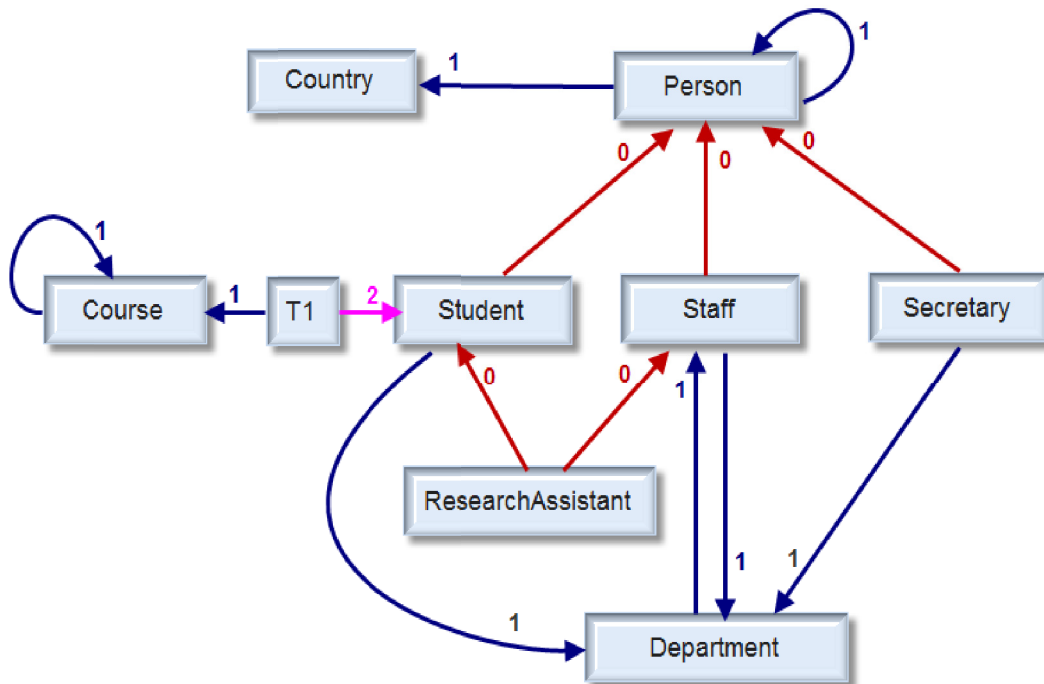 1
Person
Country
1
0
0
0
1
Course
1
T1
2
Student
Staff
Secretary
0
0
1
ResearchAssistant
1
1
1
Department